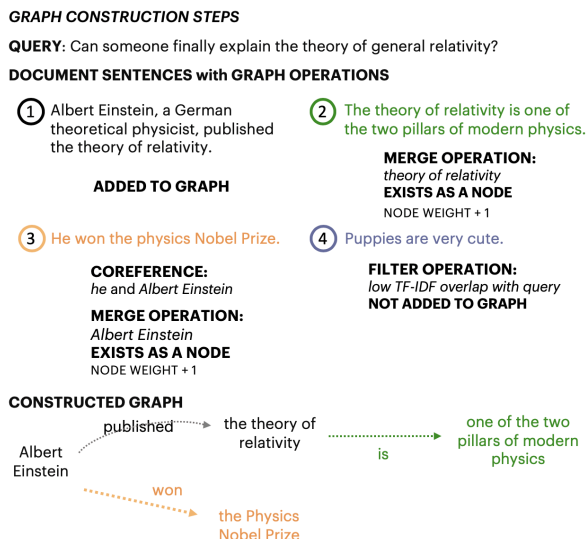 GRAPH CONSTRUCTION STEPS
QUERY: Can someone finally explain the theory of general relativity?
DOCUMENT SENTENCES with GRAPH OPERATIONS
1 Albert Einstein, a German
theoretical physicist, published
the theory of relativity.
ADDED TO GRAPH
2 The theory of relativity is one of
the two pillars of modern physics.
MERGE OPERATION:
theory of relativity
EXISTS AS A NODE
NODE WEIGHT + 1
3 He won the physics Nobel Prize.
COREFERENCE:
he and Albert Einstein
MERGE OPERATION:
Albert Einstein
EXISTS AS A NODE
NODE WEIGHT + 1
4 Puppies are very cute.
FILTER OPERATION:
low TF-IDF overlap with query
NOT ADDED TO GRAPH
CONSTRUCTED GRAPH
Albert
Einstein
published
the theory of
relativity
is
one of the two
pillars of modern
physics
won
the Physics
Nobel Prize